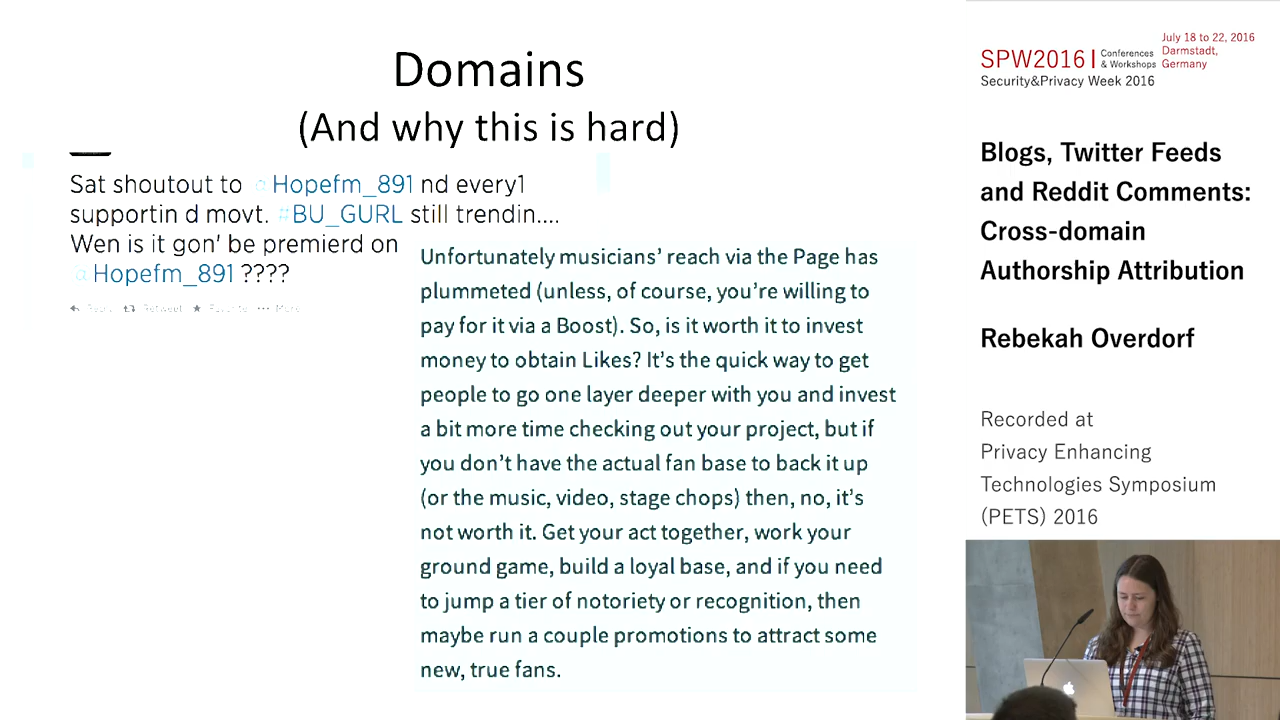 Domains
(And why this is hard)
Sat shoutout to @Hopefm_891 nd every1
supportin d movt. #BU_GURL still trendin....
Wen is it gon' be premierd on
@Hopefm_891 ????
Retweet
More
Unfortunately musicians’ reach via the Page has
plummeted (unless, of course, you’re willing to
pay for it via a Boost). So, is it worth it to invest
money to obtain Likes? It’s the quick way to get
people to go one layer deeper with you and invest
a bit more time checking out your project, but if
you don’t have the actual fan base to back it up
(or the music, video, stage chops) then, no, it’s
not worth it. Get your act together, work your
ground game, build a loyal base, and if you need
to jump a tier of notoriety or recognition, then
maybe run a couple promotions to attract some
new, true fans.
SPW2016 | Conferences & Workshops
July 18 to 22, 2016
Darmstadt,
Germany
Security&Privacy Week 2016
Blogs, Twitter Feeds
and Reddit Comments:
Cross-domain
Authorship Attribution
Rebekah Overdorf
Recorded at
Privacy Enhancing
Technologies Symposium
(PETS) 2016